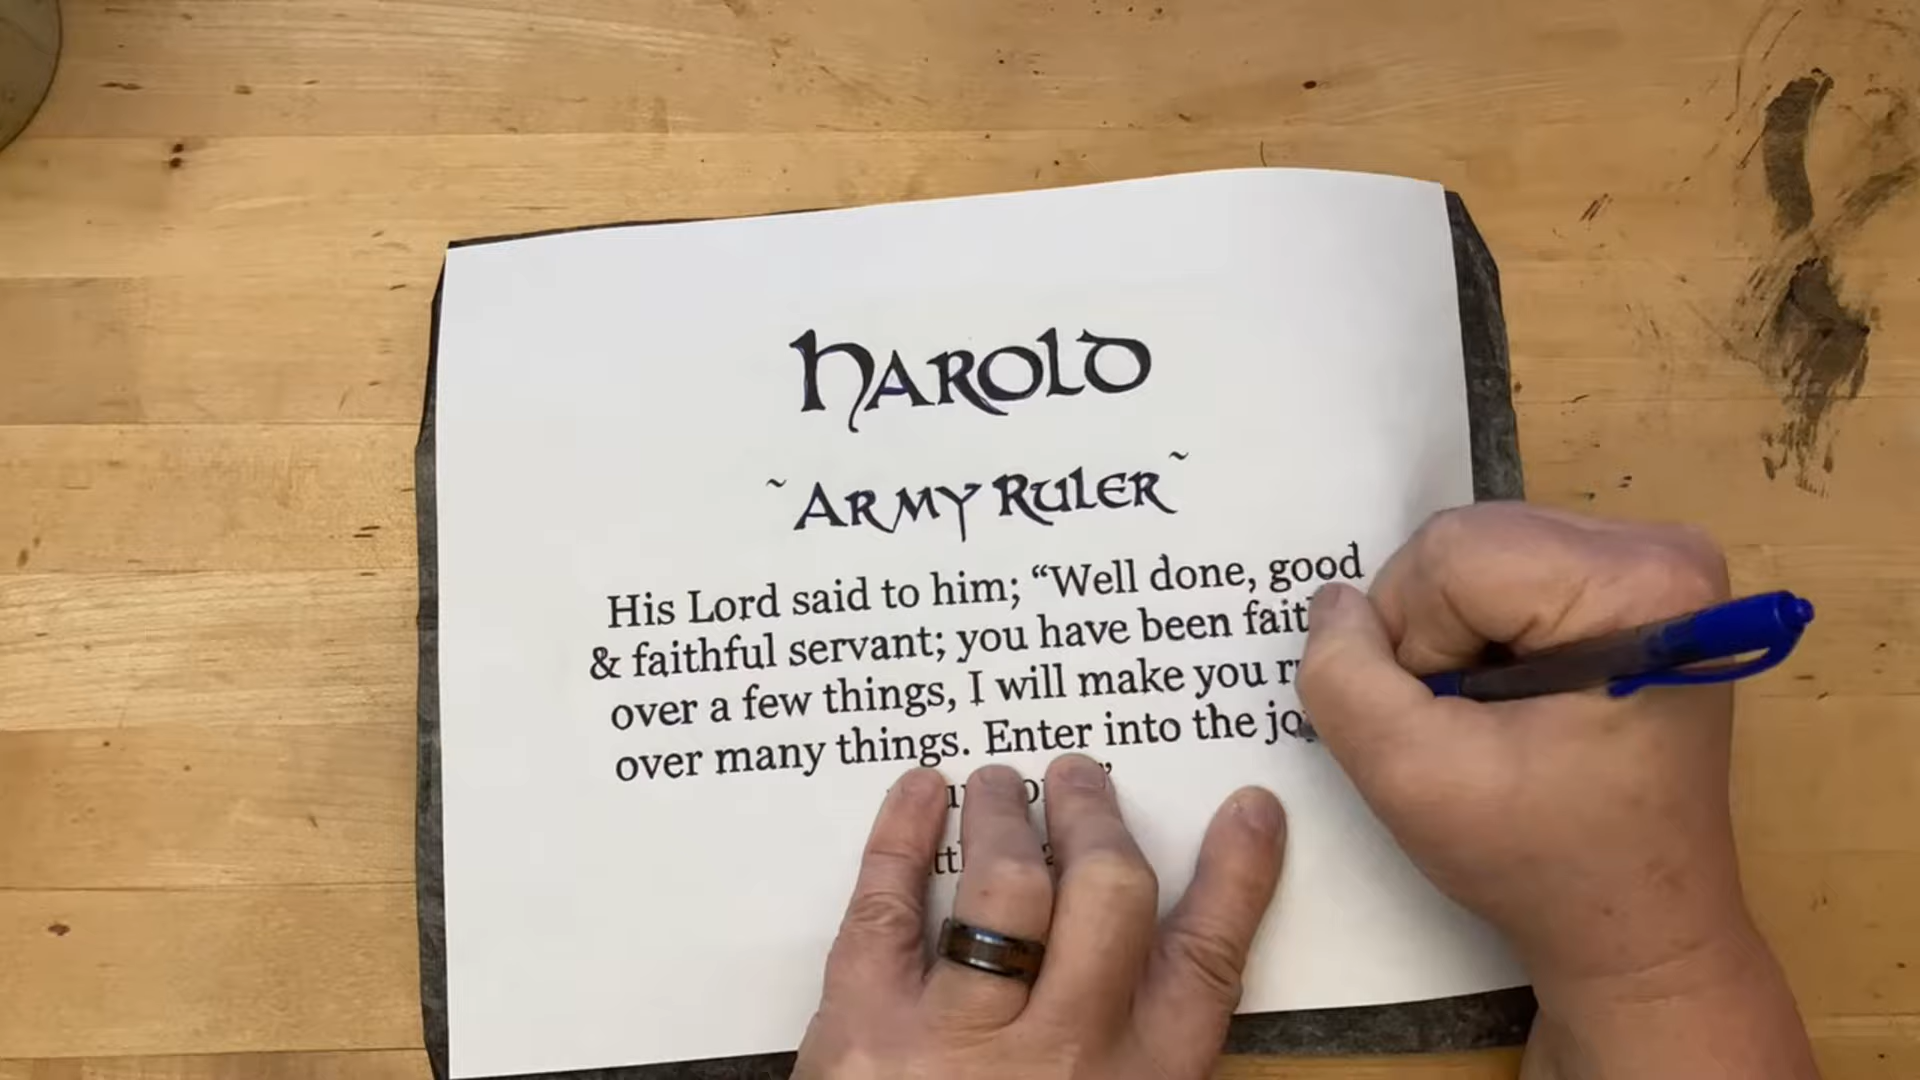 Harold
~Army Ruler~
His Lord said to him; “Well done, good
& faithful servant; you have been
over a few things, I will make you
over many things. Enter into the